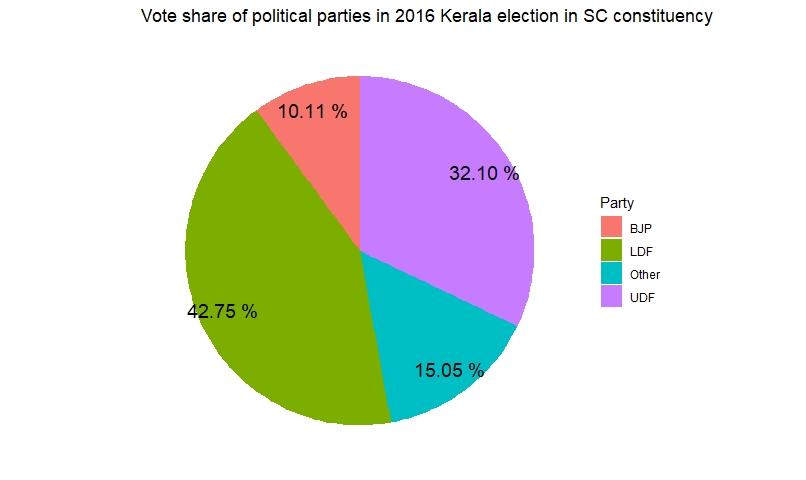 Vote share of political parties in 2016 Kerala election in SC constituency
10.11 %
32.10 %
42.75 %
15.05 %
Party
BJP
LDF
Other
UDF